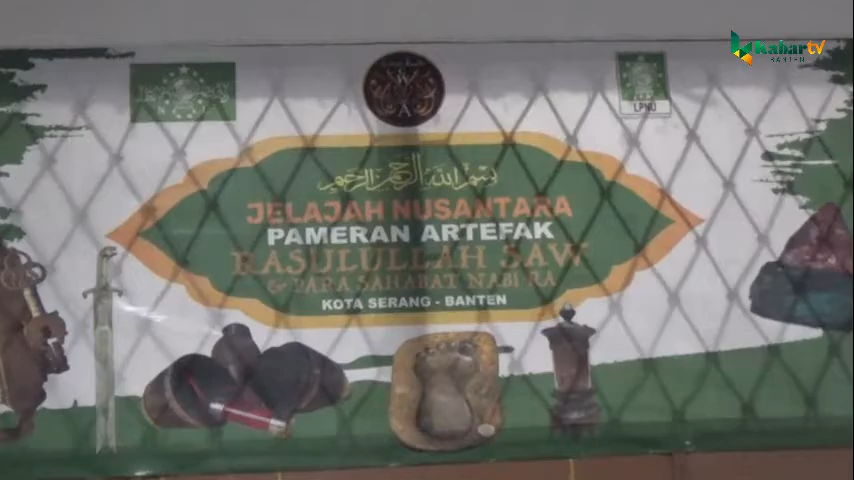 Kabar TV
BANTEN
LPNU
بسم الله الرحمن الرحيم
JELAJAH NUSANTARA
PAMERAN ARTEFAK
RASULULLAH SAW
& PARA SAHABAT NABI RA
KOTA SERANG - BANTEN